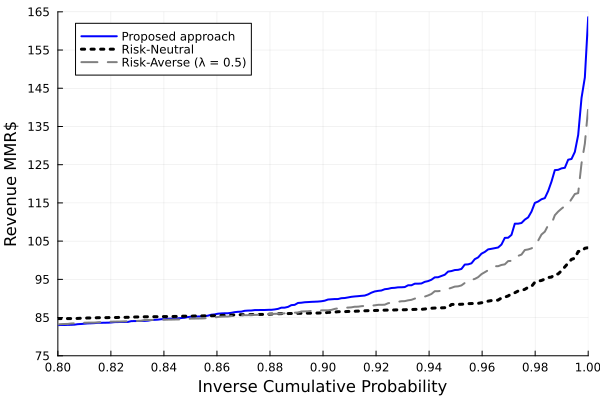 165
155
145
135
125
115
105
95
85
75
Revenue MMR$
Proposed approach
Risk-Neutral
Risk-Averse (λ = 0.5)
0.80 0.82 0.84 0.86 0.88 0.90 0.92 0.94 0.96 0.98 1.00
Inverse Cumulative Probability